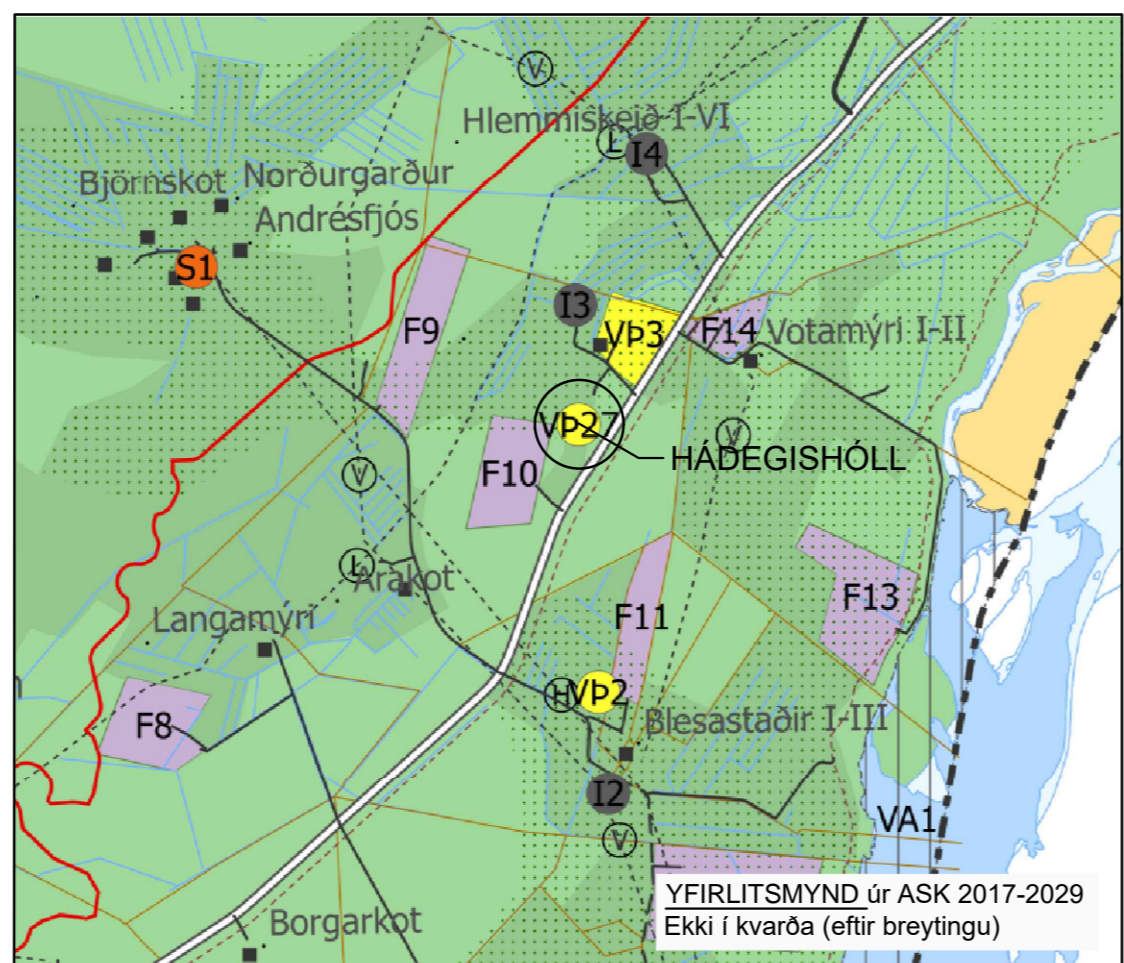 V
Hlemmiskeið I-VI
L
I4
Björnskot
Norðurgarður
Andrésfjós
S1
F9
I3
VÞ3
F14
Votamýri I-II
VÞ27
V
HÁDEGISHÓLL
F10
V
L
Arakot
F11
F13
Langamýri
H
VÞ2
F8
Blesastaðir I-III
I2
V
VA1
YFIRLITSMYND úr ASK 2017-2029
Ekki í kvarða (eftir breytingu)
Borgarkot